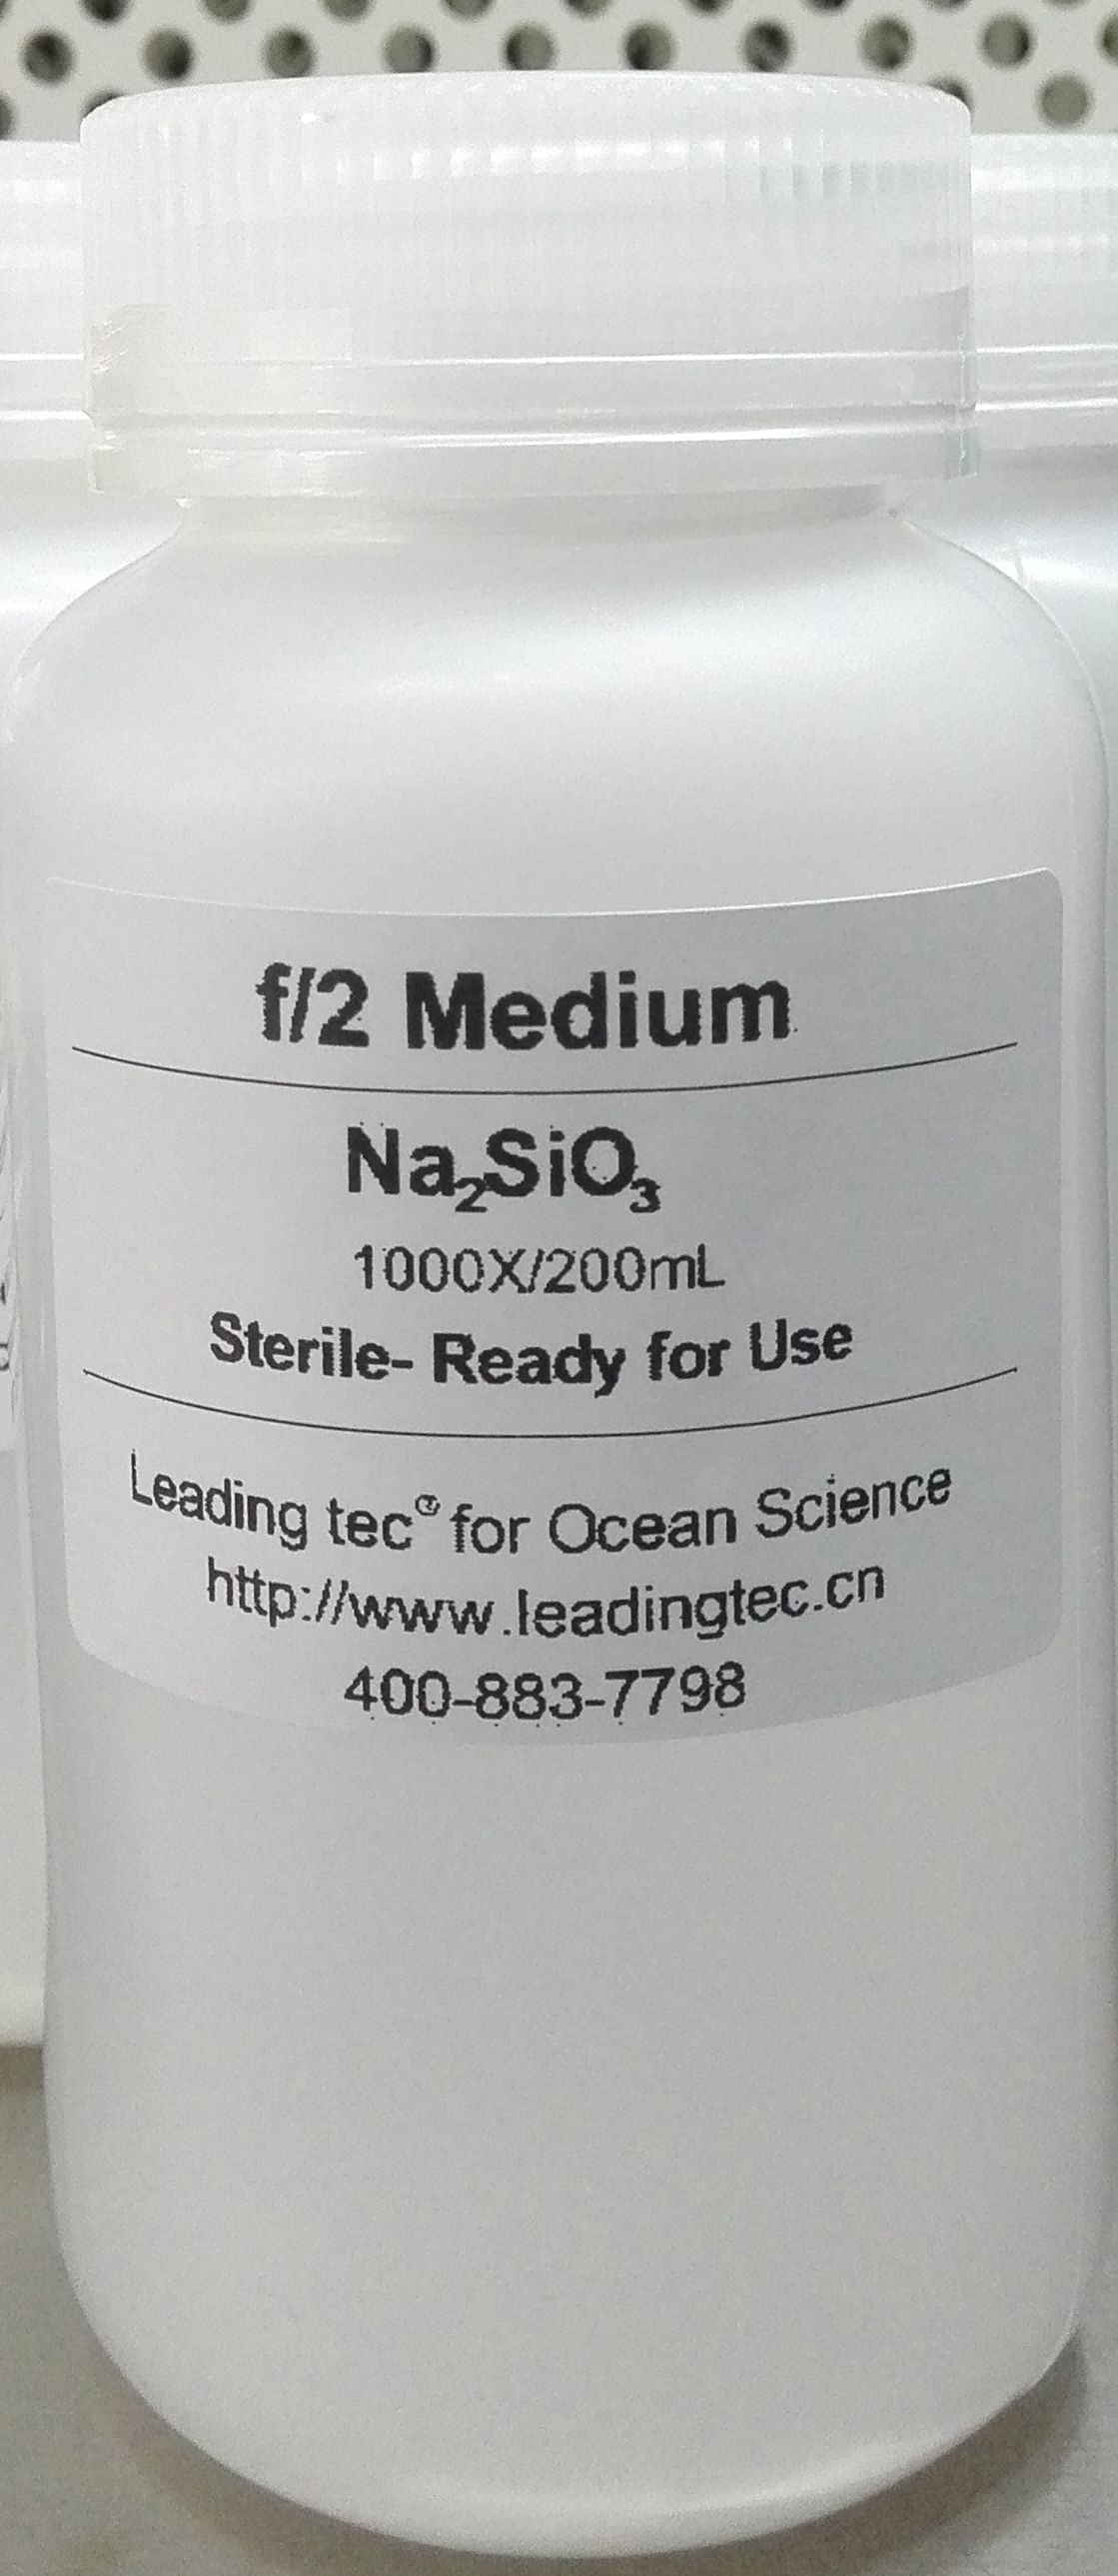 f/2 Medium
Na₂SiO₃
1000X/200mL
Sterile- Ready for Use
Leading tec® for Ocean Science
http://www.leadingtec.cn
400-883-7798